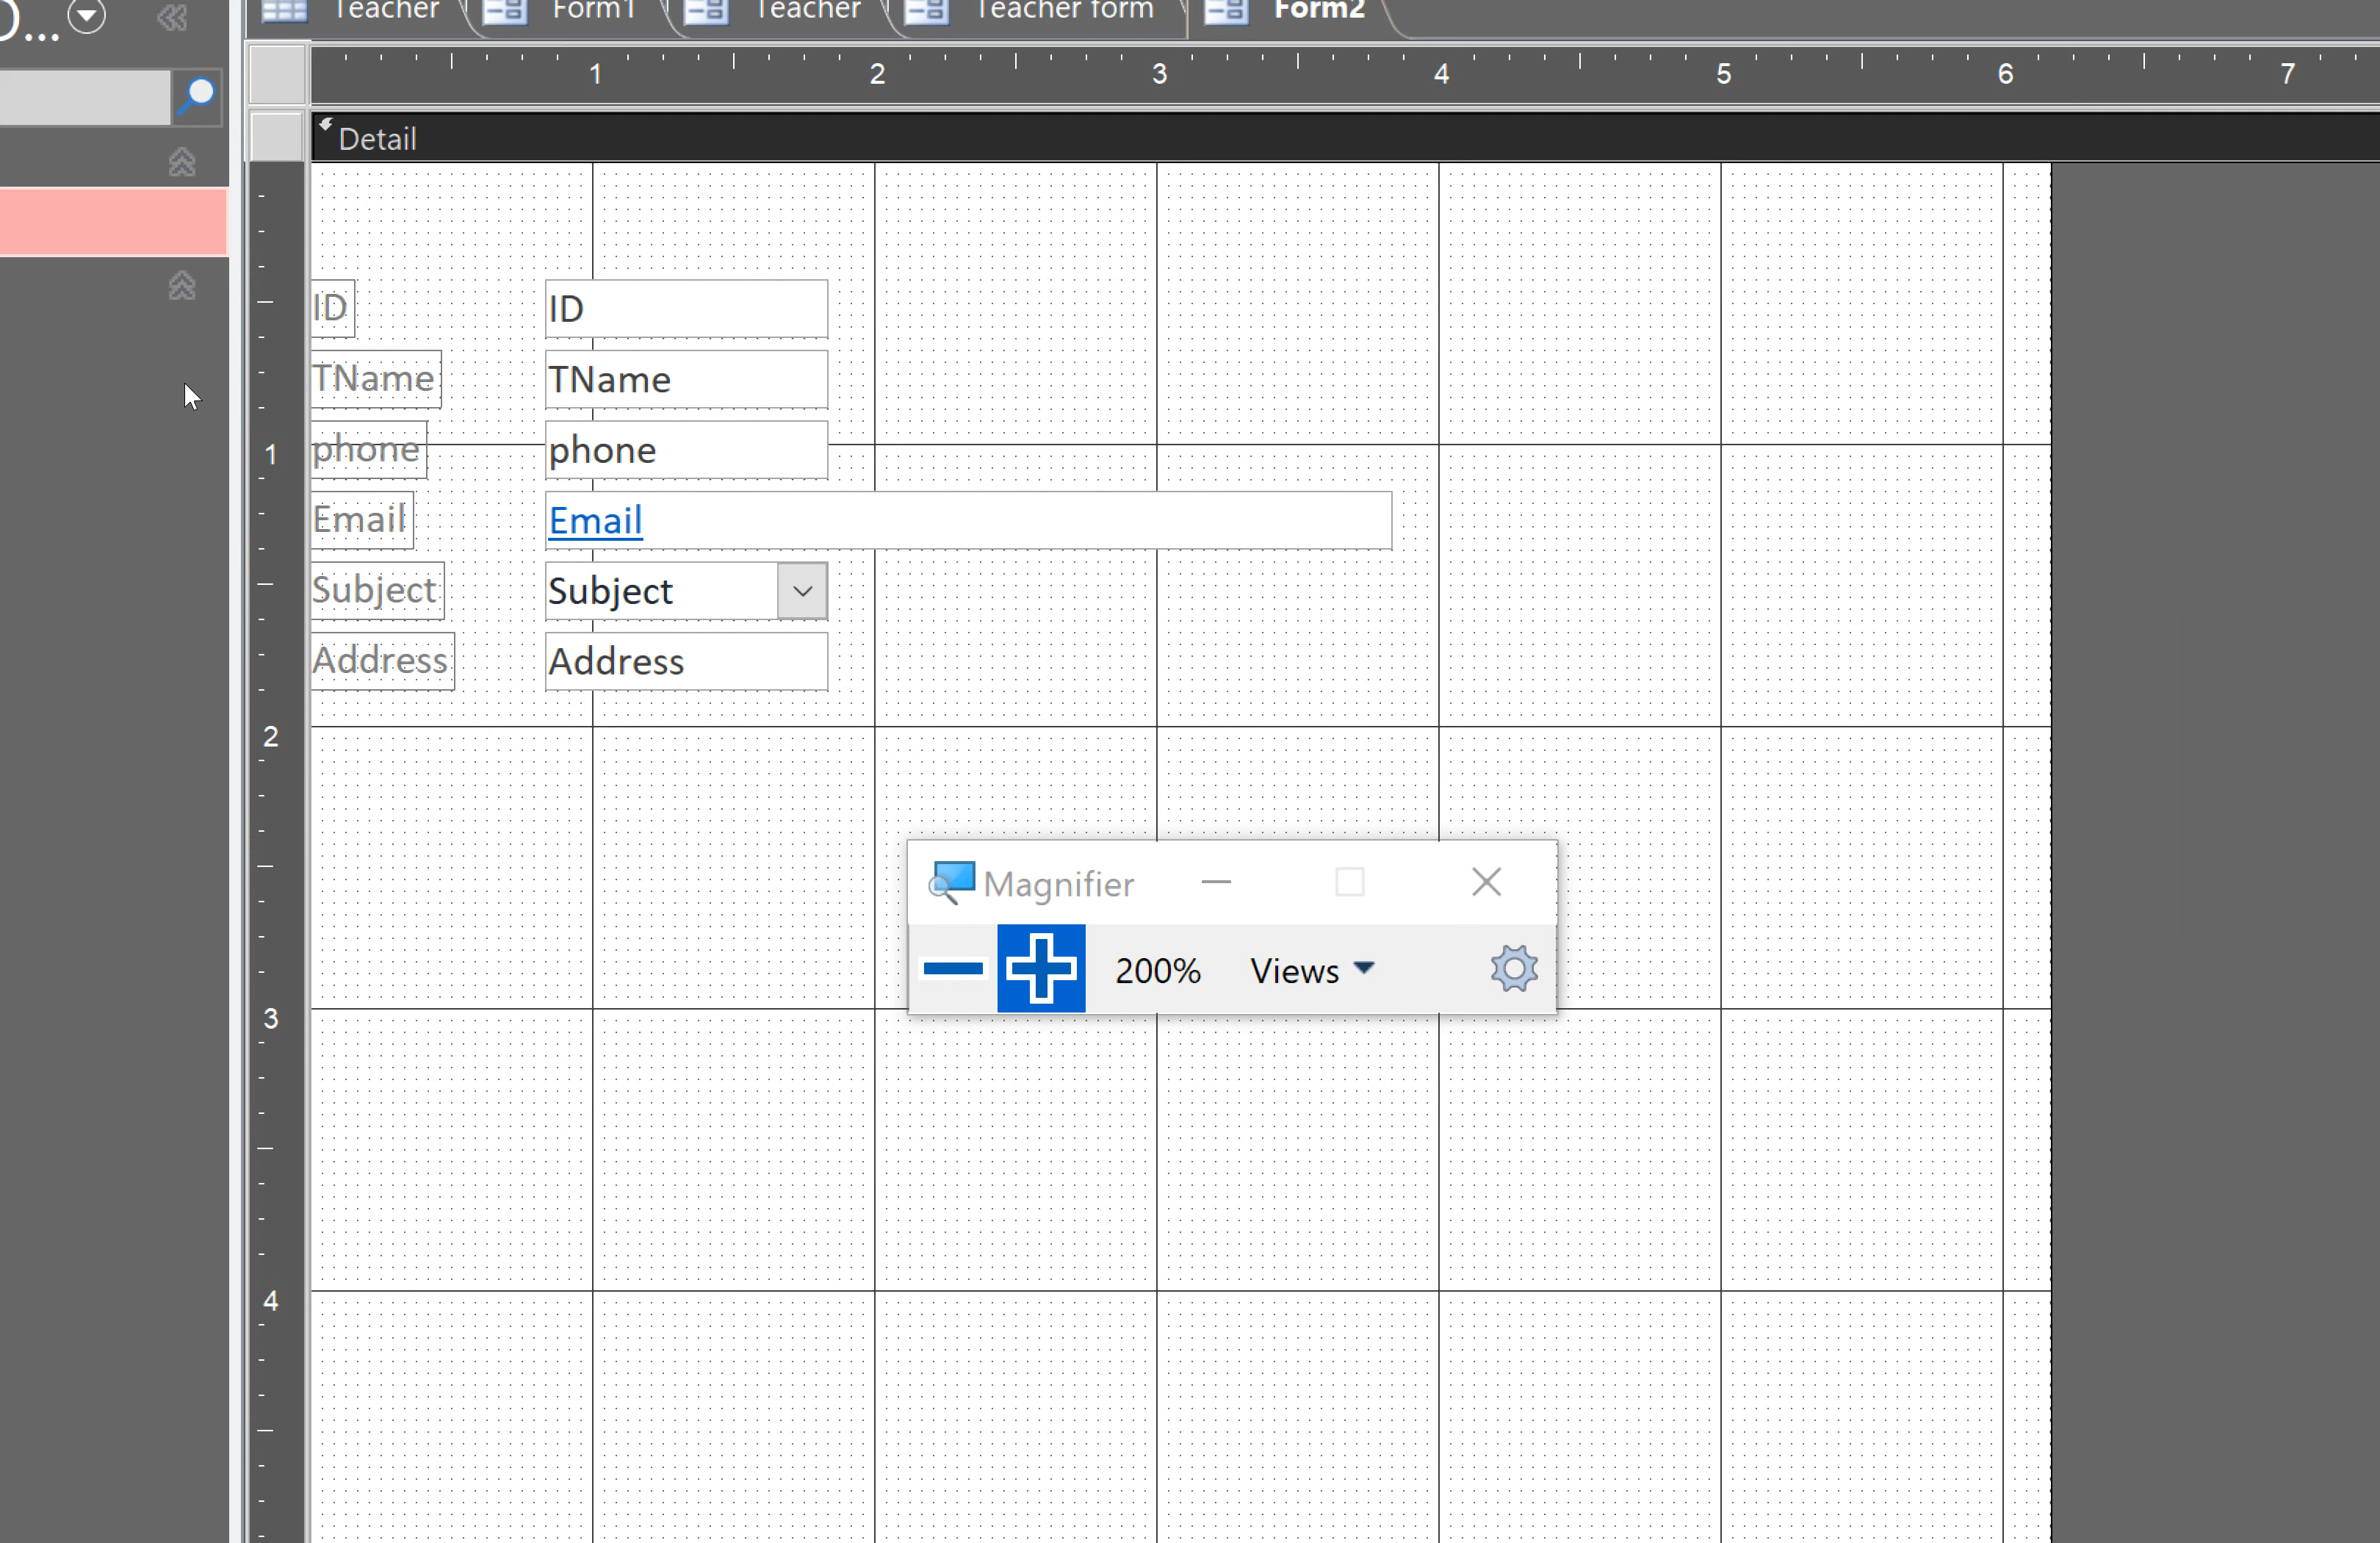 Teacher Form1 Teacher Teacher form Form2
1 2 3 4 5 6 7
Detail
ID ID
TName TName
1
phone phone
Email Email
Subject Subject
Address Address
2
Magnifier
200% Views
3
4